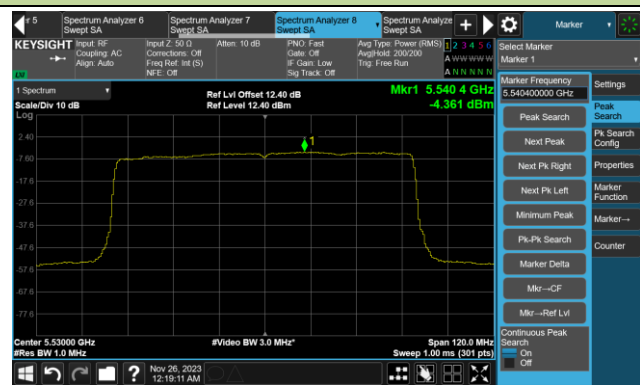 r 5
Spectrum Analyzer 6
Swept SA
Spectrum Analyzer 7
Swept SA
Spectrum Analyzer 8
Swept SA
Spectrum Analyze
Swept SA
Marker
KEYSIGHT
Input: RF
Coupling: AC
Align: Auto
Input Z: 50 Ω
Corrections: Off
Freq Ref: Int (S)
NFE: Off
Atten: 10 dB
PNO: Fast
Gate: Off
IF Gain: Low
Sig Track: Off
Avg Type: Power (RMS)
Avg|Hold: 200/200
Trig: Free Run
1 2 3 4 5 6
A W W W W W
A N N N N N
LXI
Select Marker
Marker 1
1 Spectrum
Scale/Div 10 dB
Log
Ref Lvl Offset 12.40 dB
Ref Level 12.40 dBm
Mkr1 5.540 4 GHz
-4.361 dBm
2.40
-7.60
-17.6
-27.6
-37.6
-47.6
-57.6
-67.6
-77.6
1
Center 5.53000 GHz
#Res BW 1.0 MHz
#Video BW 3.0 MHz*
Span 120.0 MHz
Sweep 1.00 ms (301 pts)
Marker Frequency
5.540400000 GHz
Peak Search
Next Peak
Next Pk Right
Next Pk Left
Minimum Peak
Pk-Pk Search
Marker Delta
Mkr→CF
Mkr→Ref Lvl
Continuous Peak
Search
On
Off
Settings
Peak
Search
Pk Search
Config
Properties
Marker
Function
Marker→
Counter
?
Nov 26, 2023
12:19:11 AM